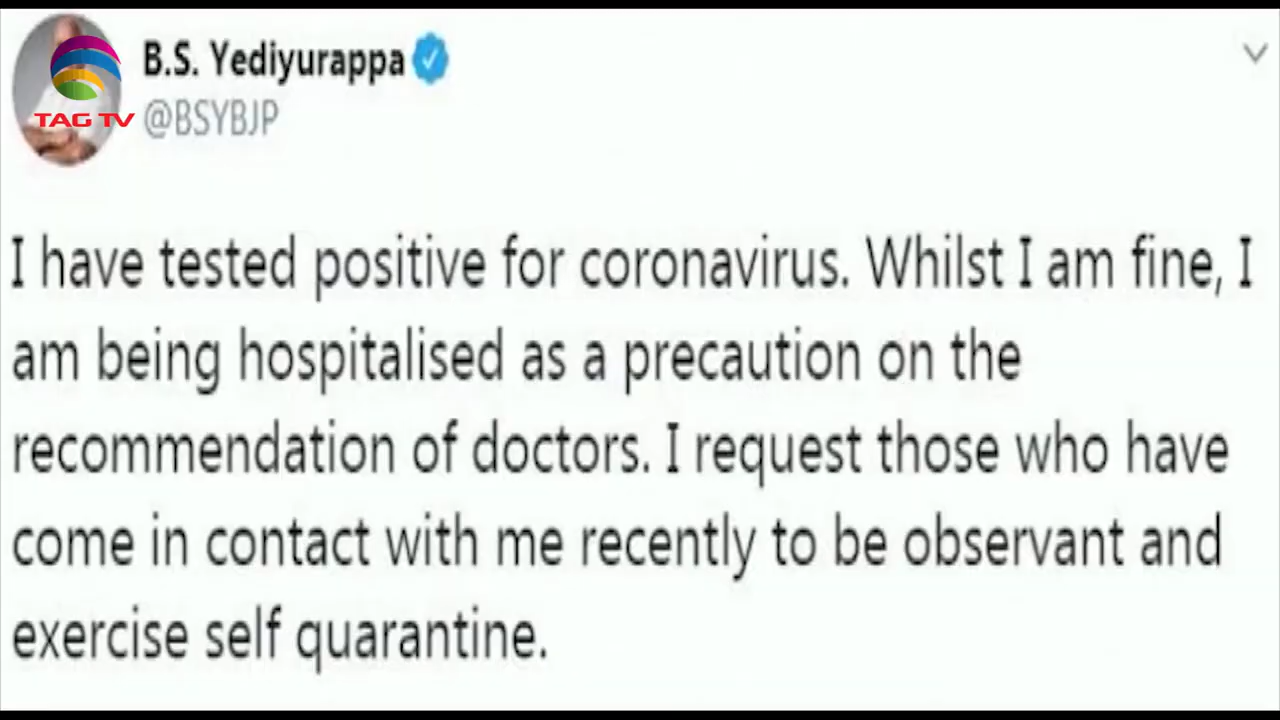 B.S. Yediyurappa
TAG TV @BSYBJP
I have tested positive for coronavirus. Whilst I am fine, I
am being hospitalised as a precaution on the
recommendation of doctors. I request those who have
come in contact with me recently to be observant and
exercise self quarantine.